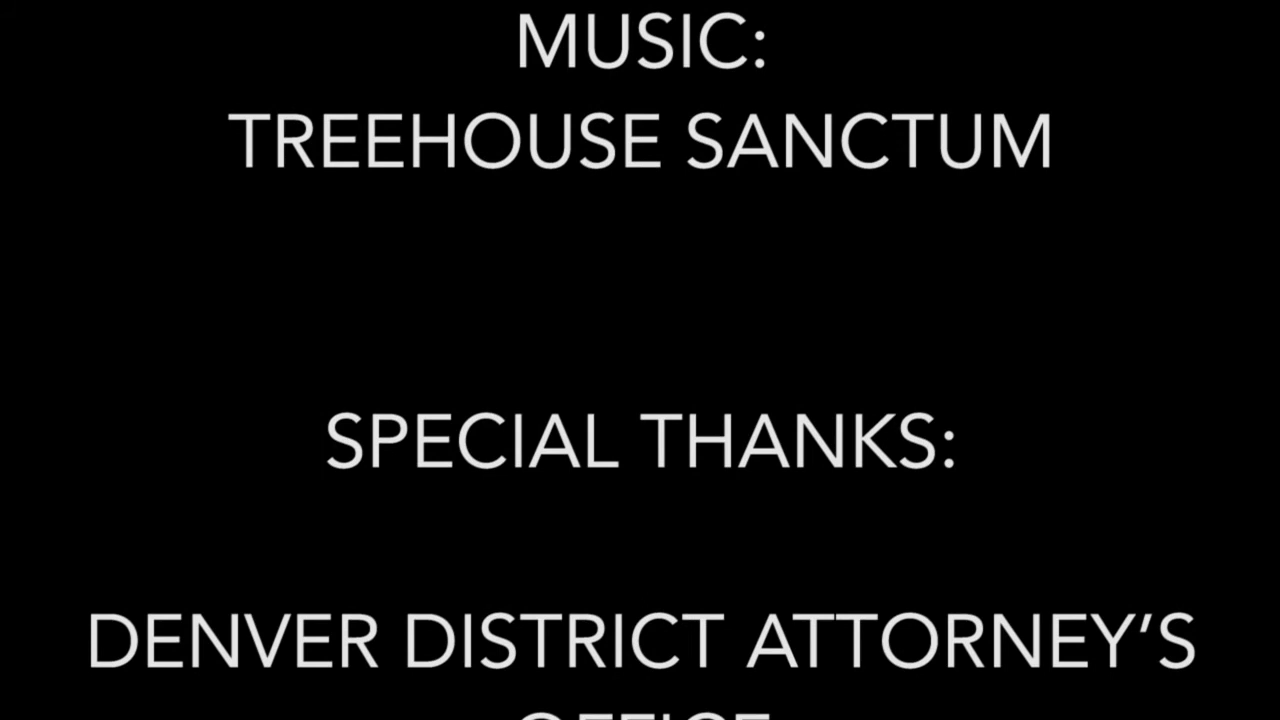 MUSIC:
TREEHOUSE SANCTUM
SPECIAL THANKS:
DENVER DISTRICT ATTORNEY’S